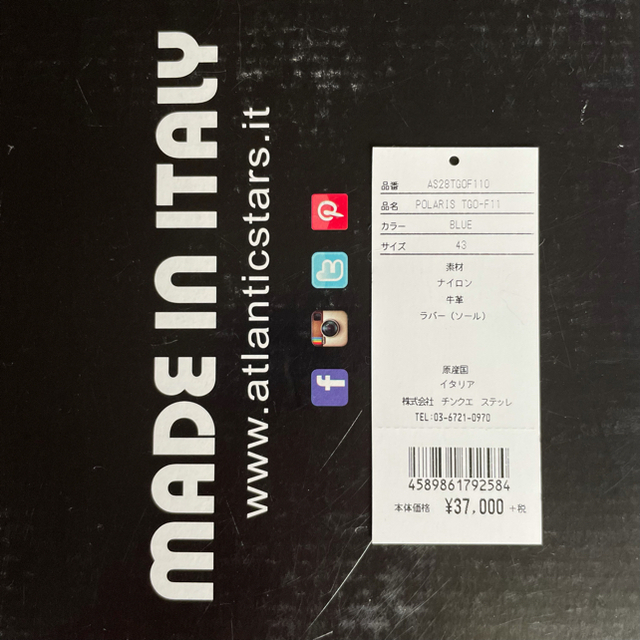 MADE IN ITALY
www.atlanticstars.it
品番 AS28TGOF110
品名 POLARIS TGO-F11
カラー BLUE
サイズ 43
素材
ナイロン
牛革
ラバー（ソール）
原産国
イタリア
株式会社 チンクエ ステッレ
TEL:03-6721-0970
4589861792584
本体価格 ¥37,000 +税